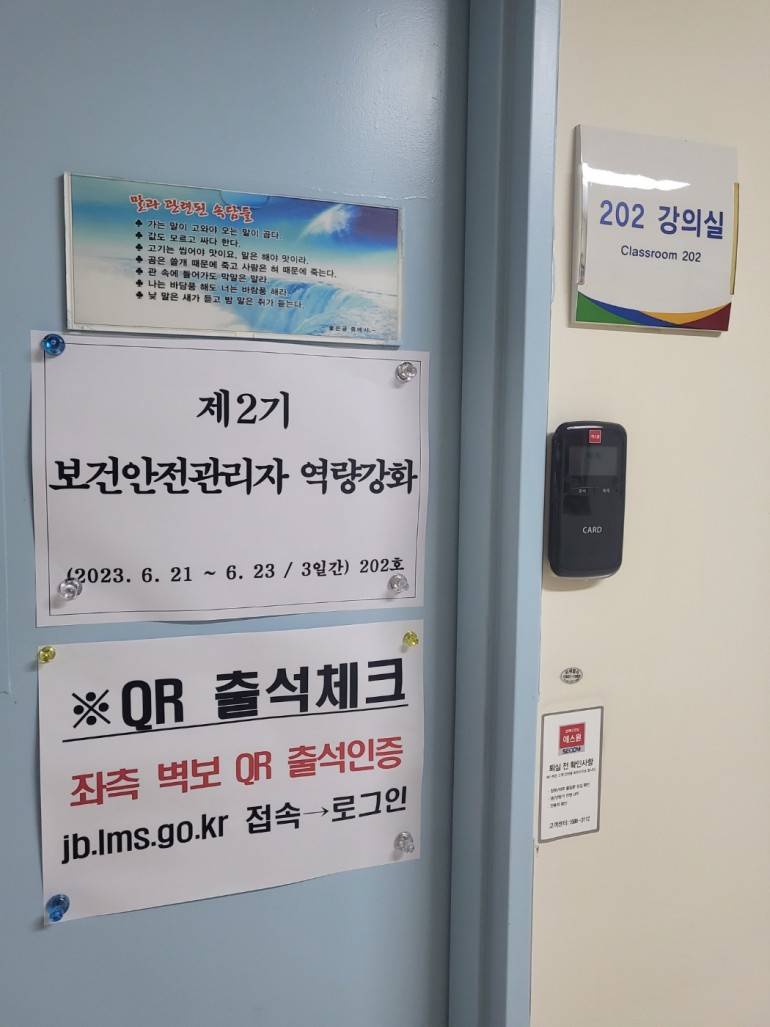 말과 관련된 속담들
♣ 가는 말이 고와야 오는 말이 곱다.
♣ 값도 모르고 싸다 한다.
♣ 고기는 씹어야 맛이요, 말은 해야 맛이라.
♣ 곰은 쓸개 때문에 죽고 사람은 혀 때문에 죽는다.
♣ 관 속에 들어가도 막말은 말라.
♣ 나는 바담풍 해도 너는 바람풍 해라.
♣ 낮 말은 새가 듣고 밤 말은 쥐가 듣는다.
제2기
보건안전관리자 역량강화
(2023. 6. 21 ~ 6. 23 / 3일간) 202호
※QR 출석체크
좌측 벽보 QR 출석인증
jb.lms.go.kr 접속→로그인
202 강의실
Classroom 202
에스원
CARD
에스원
SECOM
퇴실 전 확인사항
고객센터